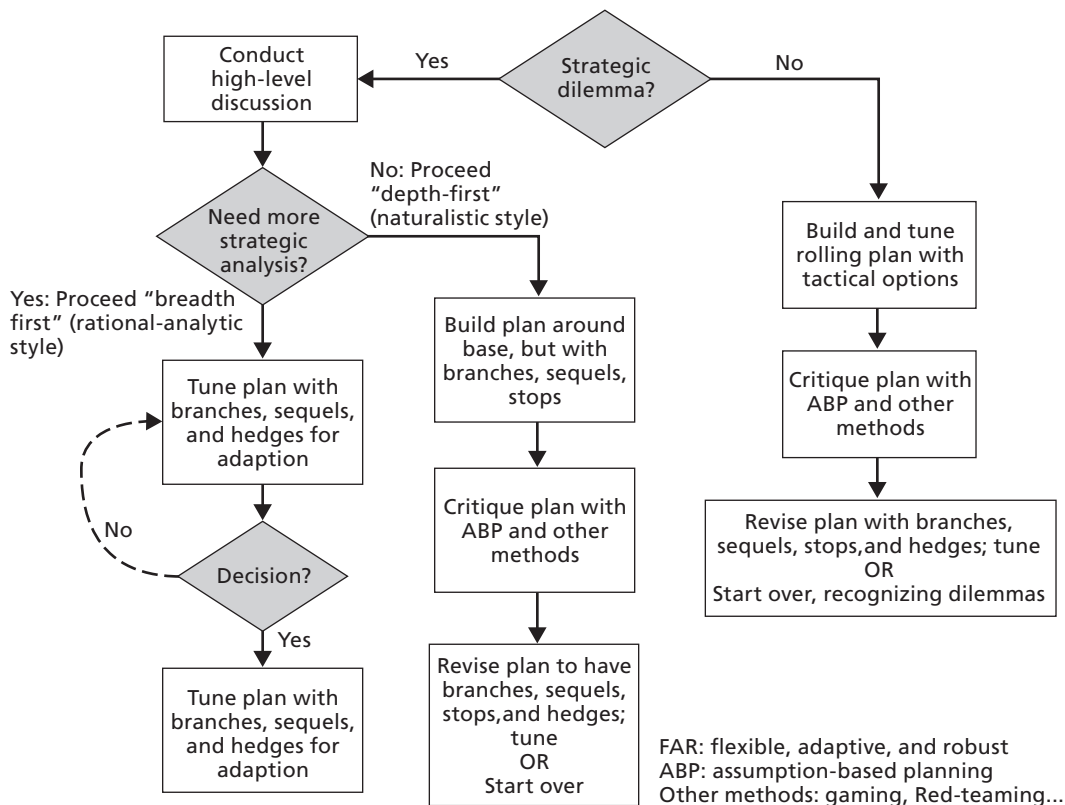 Conduct
high-level
discussion
Yes
Strategic
dilemma?
No
No: Proceed
“depth-first”
(naturalistic style)
Need more
strategic
analysis?
Build and tune
rolling plan with
tactical options
Yes: Proceed “breadth
first” (rational-analytic
style)
Build plan around
base, but with
branches, sequels,
stops
Tune plan with
branches, sequels,
and hedges for
adaption
Critique plan with
ABP and other
methods
No
Critique plan with
ABP and other
methods
Revise plan with branches,
sequels, stops,and hedges; tune
OR
Start over, recognizing dilemmas
Decision?
Yes
Tune plan with
branches, sequels,
and hedges for
adaption
Revise plan to have
branches, sequels,
stops,and hedges;
tune
OR
Start over
FAR: flexible, adaptive, and robust
ABP: assumption-based planning
Other methods: gaming, Red-teaming...